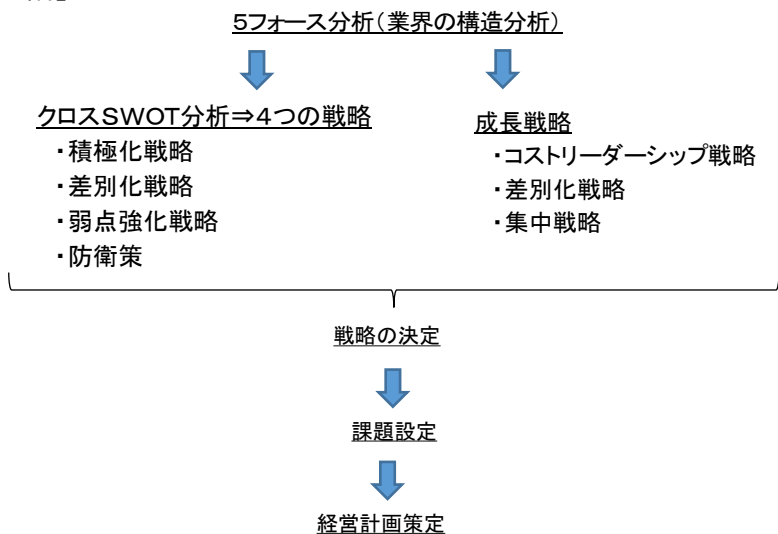 5フォース分析(業界の構造分析)
クロスSWOT分析⇒4つの戦略
・積極化戦略
・差別化戦略
・弱点強化戦略
・防衛策
成長戦略
・コストリーダーシップ戦略
・差別化戦略
・集中戦略
戦略の決定
課題設定
経営計画策定